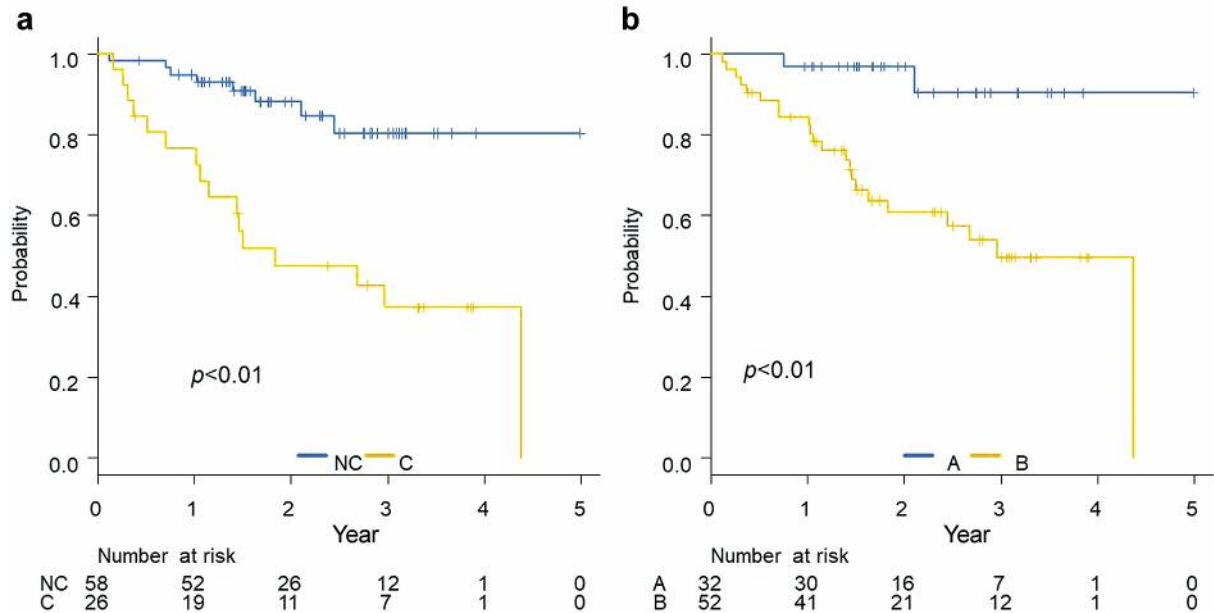 a
1.0
0.8
0.6
0.4
0.2
0.0
Probability
p<0.01
NC C
0 1 2 3 4 5
Year
Number at risk
NC 58 52 26 12 1 0
C 26 19 11 7 1 0
b
1.0
0.8
0.6
0.4
0.2
0.0
Probability
p<0.01
A B
0 1 2 3 4 5
Year
Number at risk
A 32 30 16 7 1 0
B 52 41 21 12 1 0